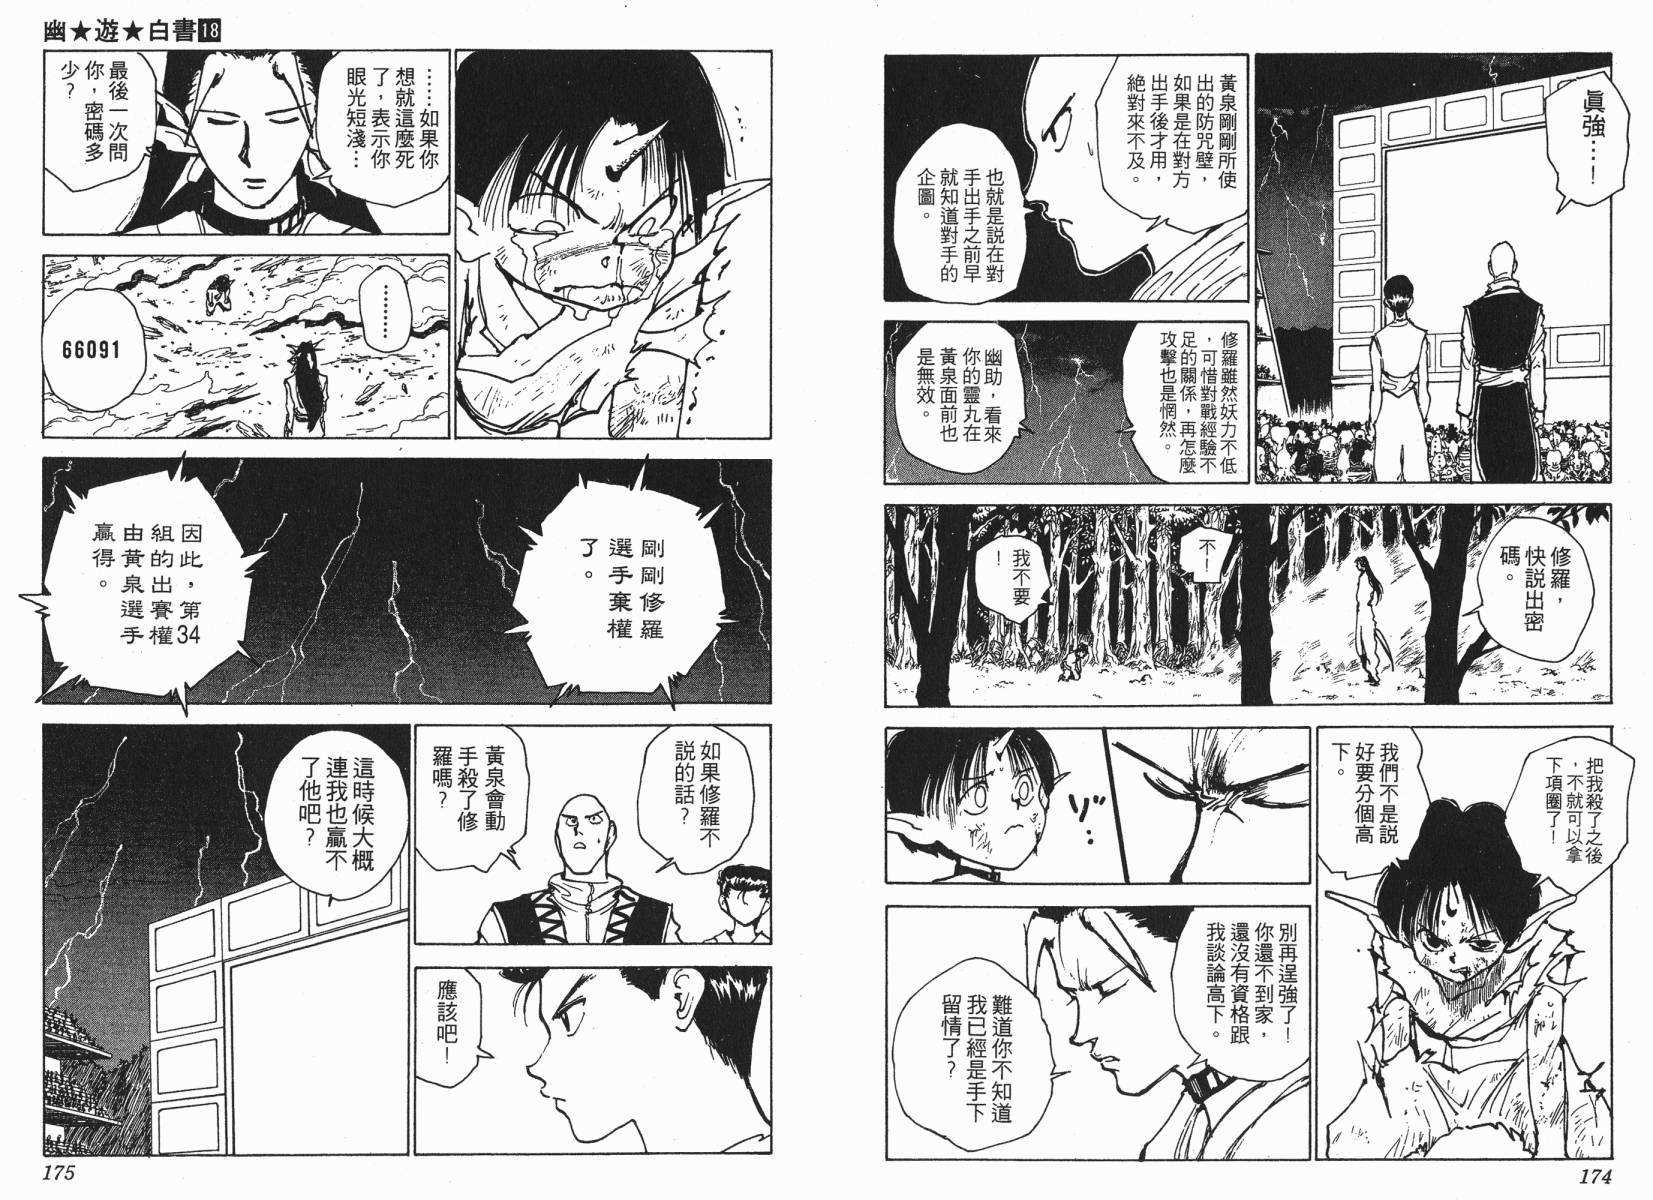 幽★遊★白書18
眞強⋯⋯！
黃泉剛剛所使
出的防咒壁，
如果是在對方
出手後才用，
絕對來不及。
也就是説在對
手出手之前早
就知道對手的
企圖。
修羅雖然妖力不低
，可惜對戰經驗不
足的關係，再怎麼
攻擊也是惘然。
幽助，看來
你的靈丸在
黃泉面前也
是無效。
修羅，
快説出密
碼。
不！
我不要
！
把我殺了之後
，不就可以拿
下項圈了！
我們不是説
好要分個高
下。
ゾ⋯
別再逞強了！
你還不到家，
還沒有資格跟
我談論高下。
難道你不知道
我已經是手下
留情了？
174
⋯⋯如果你
想就這麼死
了，表示你
眼光短淺⋯
最後一次問
你，密碼多
少？
⋯⋯⋯
66091
剛剛修羅
選手棄權
了。
因此，第34
組的出賽權
由黃泉選手
贏得。
如果修羅不
説的話？
黃泉會動
手殺了修
羅嗎？
應該吧！
這時候大概
連我也贏不
了他吧？
175